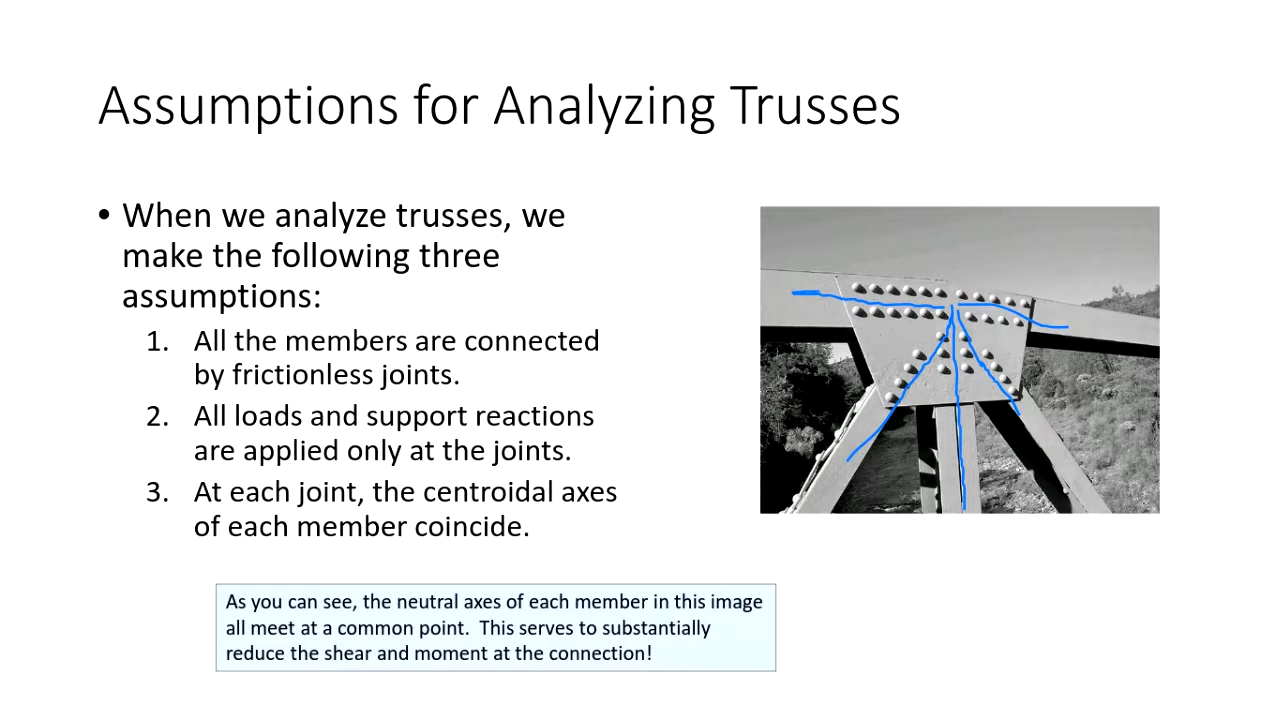 Assumptions for Analyzing Trusses
• When we analyze trusses, we
make the following three
assumptions:
1. All the members are connected
by frictionless joints.
2. All loads and support reactions
are applied only at the joints.
3. At each joint, the centroidal axes
of each member coincide.
As you can see, the neutral axes of each member in this image
all meet at a common point. This serves to substantially
reduce the shear and moment at the connection!